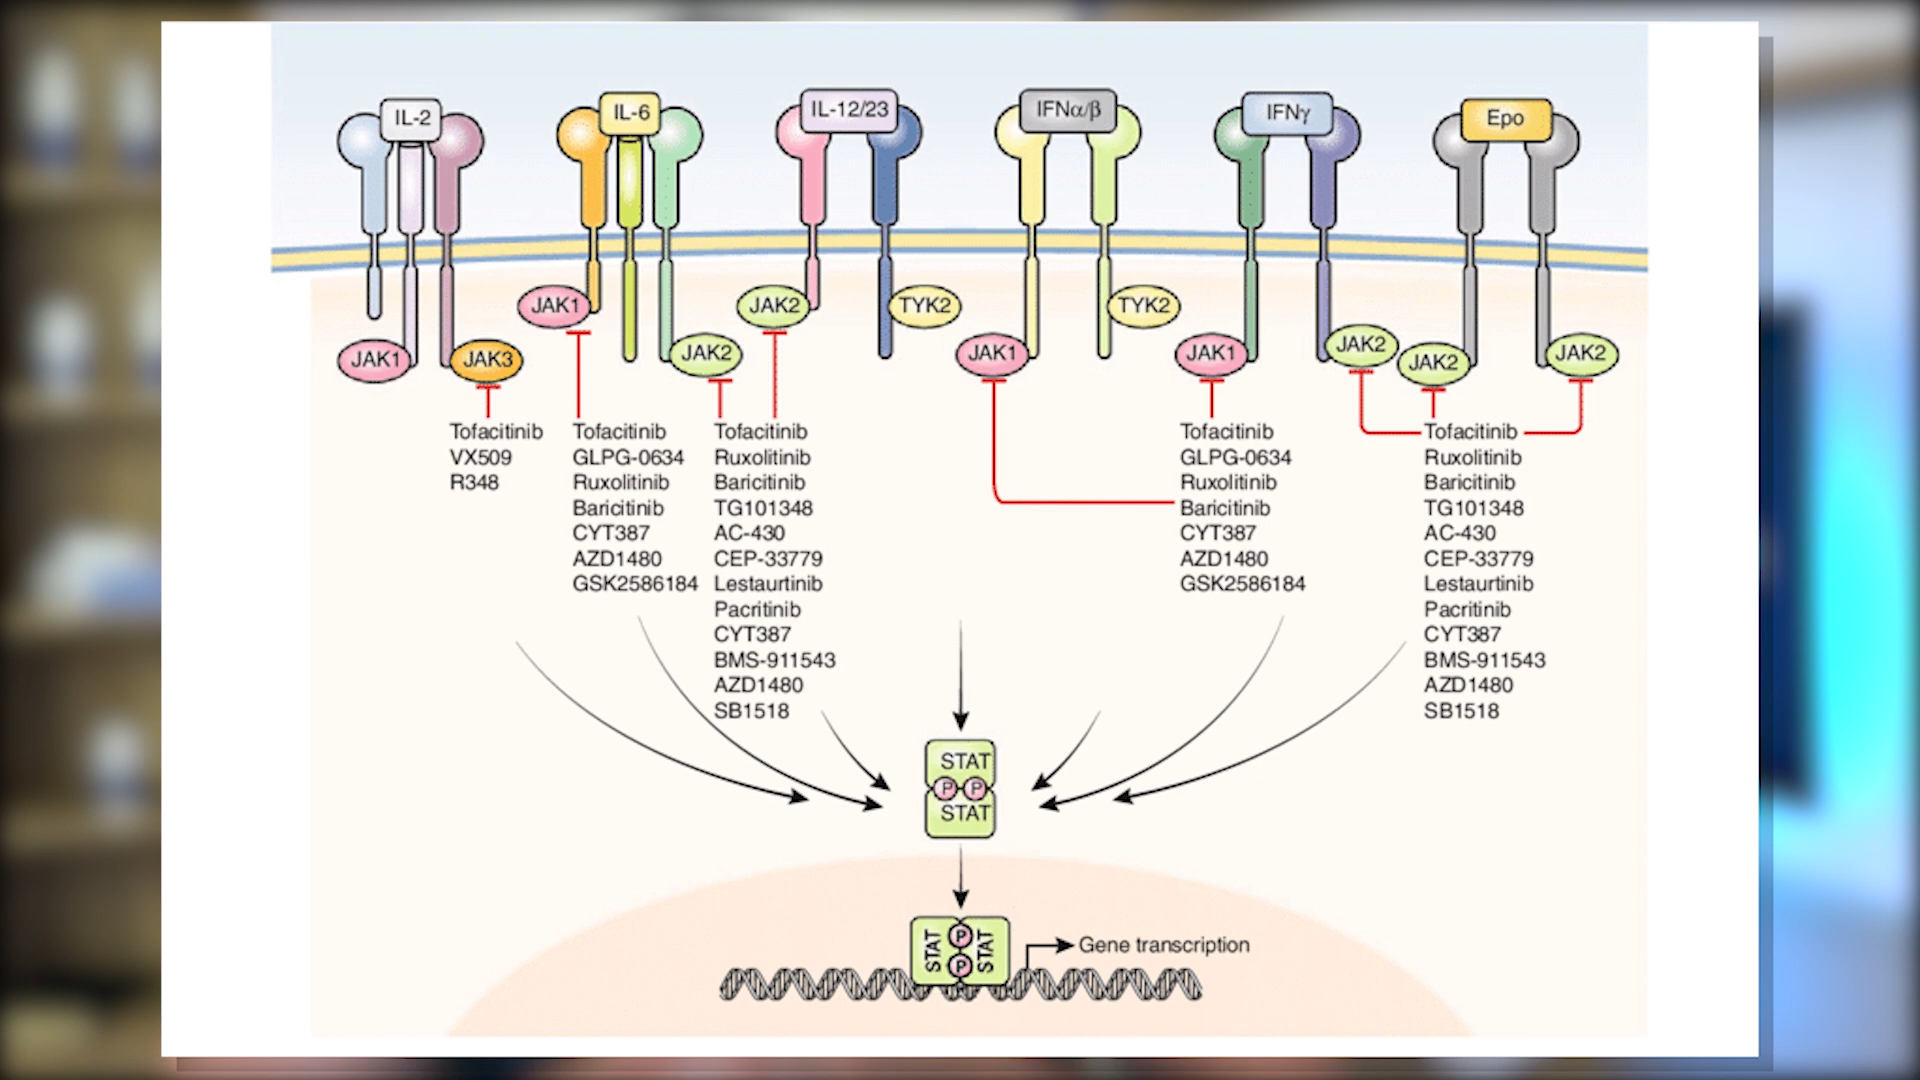 IL-2
IL-6
IL-12/23
IFNα/β
IFNγ
Epo
JAK1
JAK3
JAK1
JAK2
JAK2
TYK2
JAK1
TYK2
JAK1
JAK2
JAK2
JAK2
Tofacitinib
VX509
R348
Tofacitinib
GLPG-0634
Ruxolitinib
Baricitinib
CYT387
AZD1480
GSK2586184
Tofacitinib
Ruxolitinib
Baricitinib
TG101348
AC-430
CEP-33779
Lestaurtinib
Pacritinib
CYT387
BMS-911543
AZD1480
SB1518
Tofacitinib
GLPG-0634
Ruxolitinib
Baricitinib
CYT387
AZD1480
GSK2586184
Tofacitinib
Ruxolitinib
Baricitinib
TG101348
AC-430
CEP-33779
Lestaurtinib
Pacritinib
CYT387
BMS-911543
AZD1480
SB1518
STAT
P P
STAT
STAT
P
P
STAT
Gene transcription